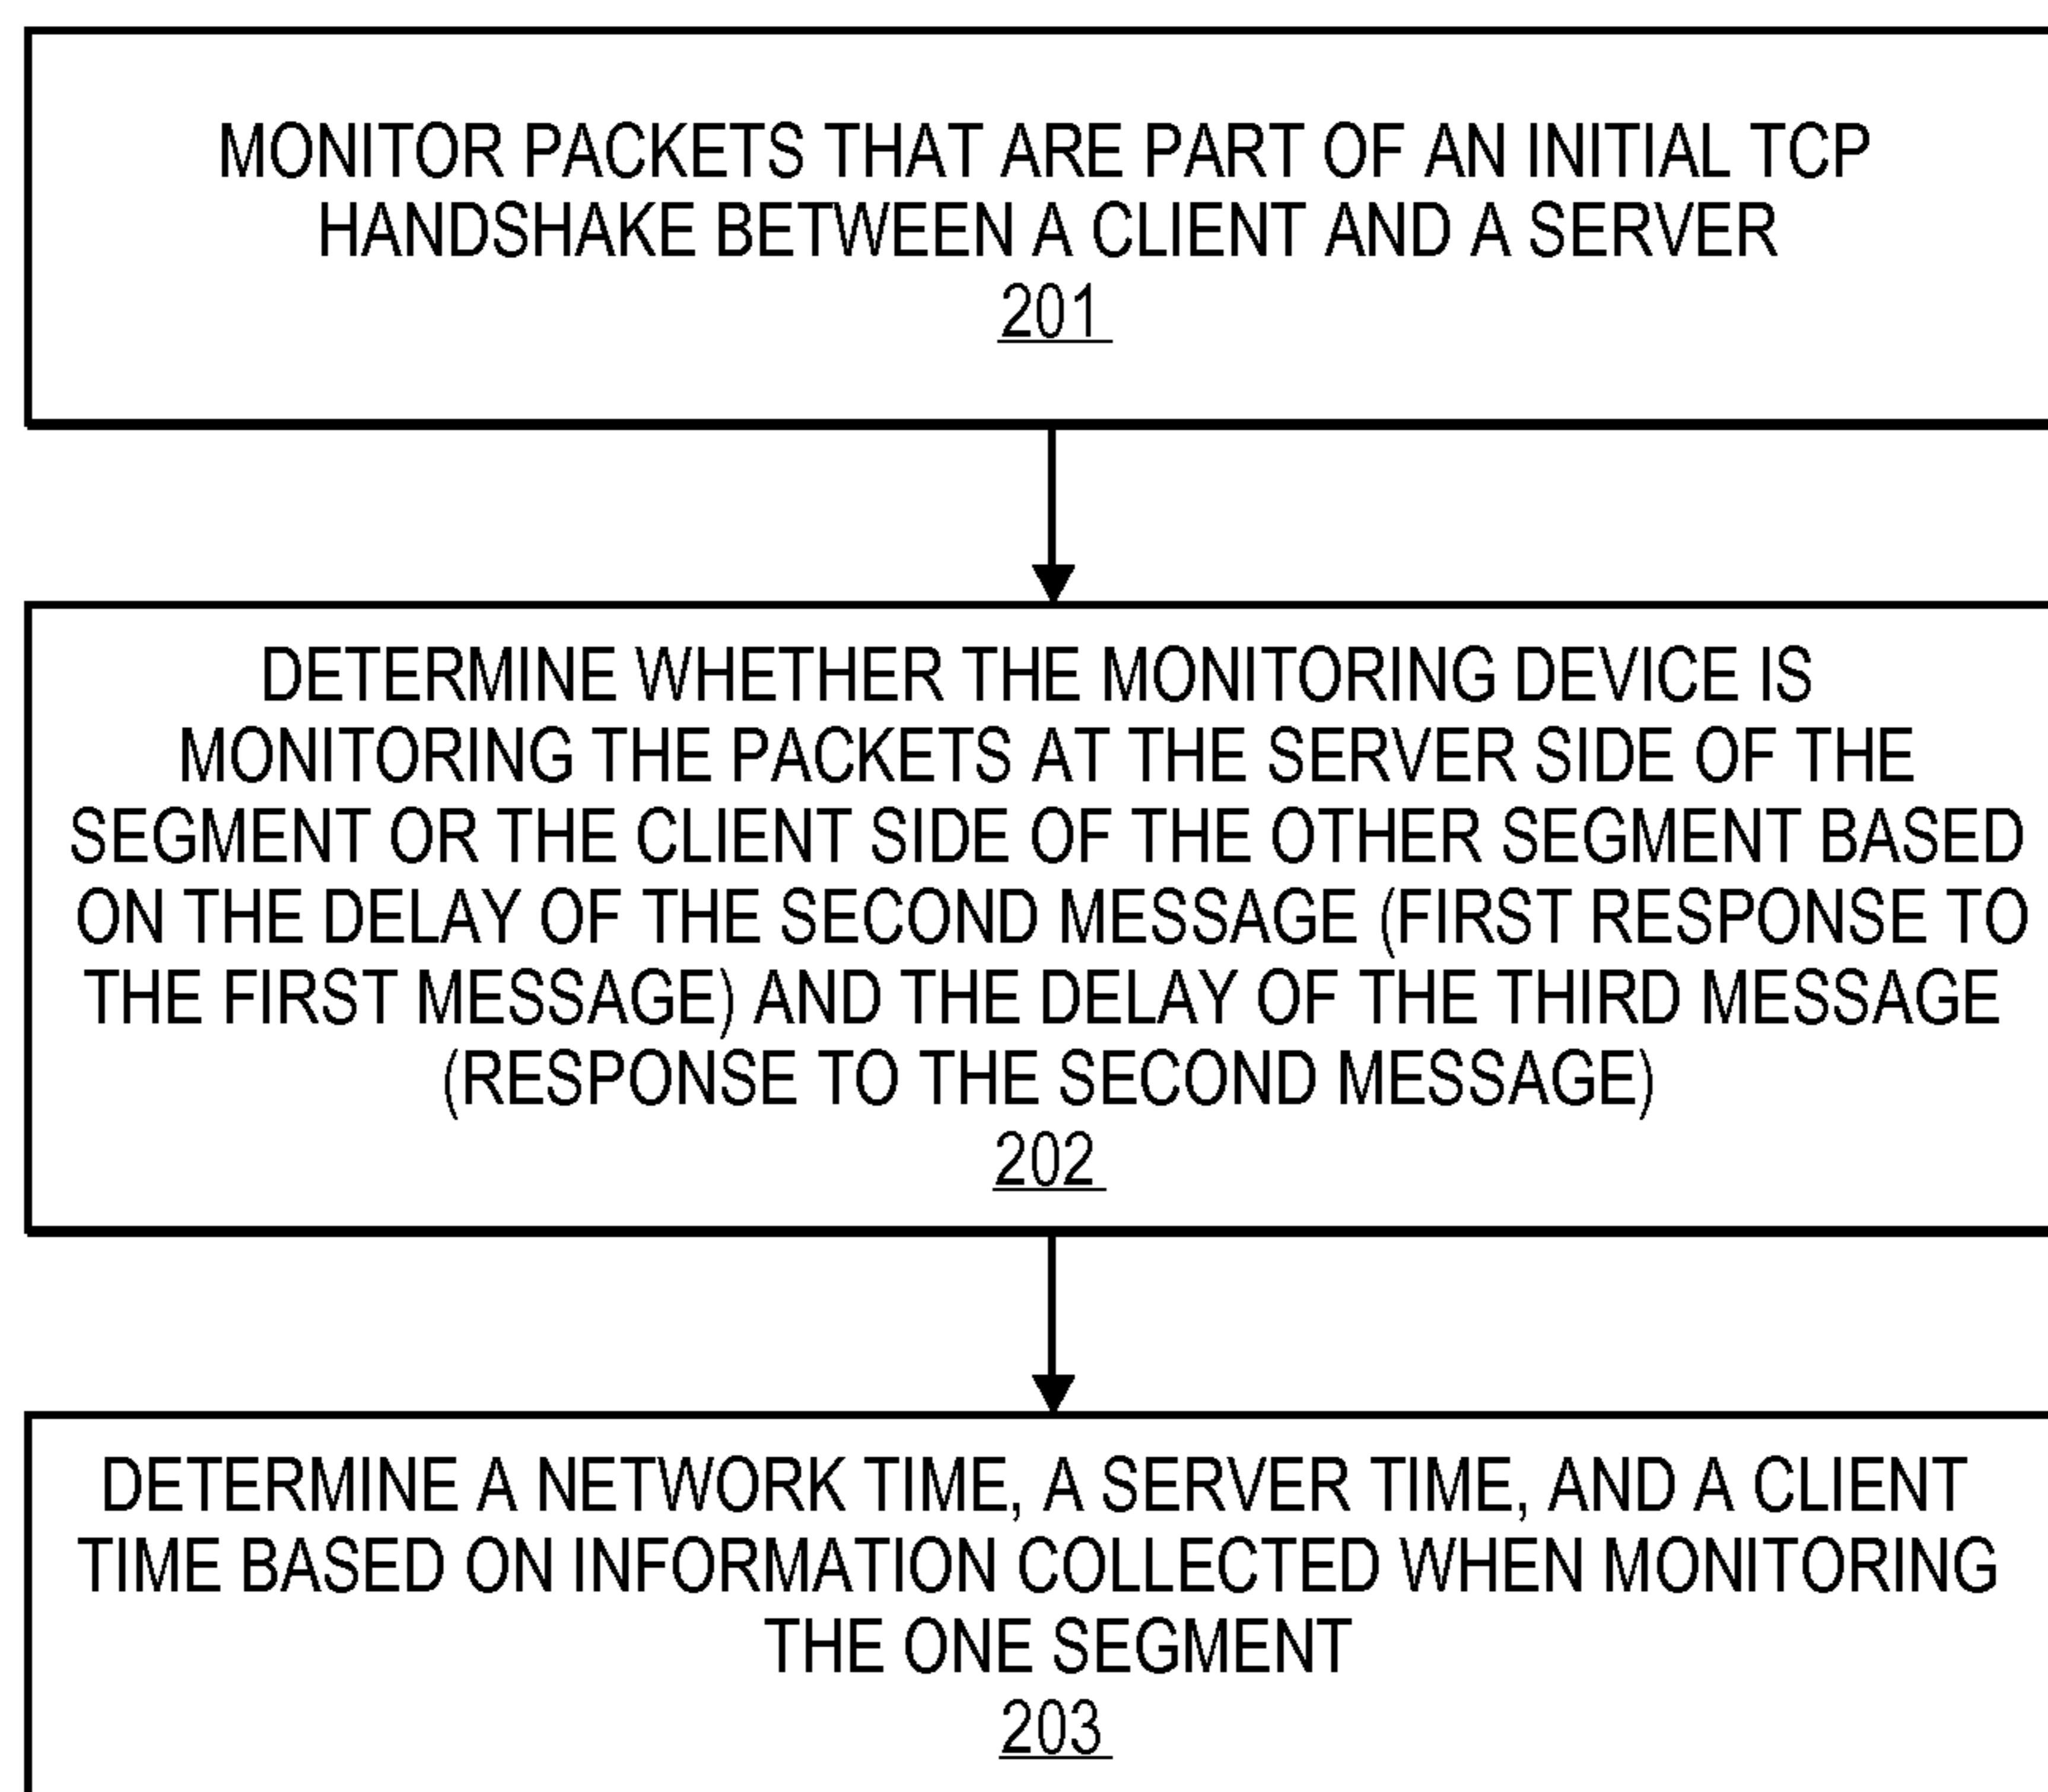 MONITOR PACKETS THAT ARE PART OF AN INITIAL TCP
HANDSHAKE BETWEEN A CLIENT AND A SERVER
201
DETERMINE WHETHER THE MONITORING DEVICE IS
MONITORING THE PACKETS AT THE SERVER SIDE OF THE
SEGMENT OR THE CLIENT SIDE OF THE OTHER SEGMENT BASED
ON THE DELAY OF THE SECOND MESSAGE (FIRST RESPONSE TO
THE FIRST MESSAGE) AND THE DELAY OF THE THIRD MESSAGE
(RESPONSE TO THE SECOND MESSAGE)
202
DETERMINE A NETWORK TIME, A SERVER TIME, AND A CLIENT
TIME BASED ON INFORMATION COLLECTED WHEN MONITORING
THE ONE SEGMENT
203